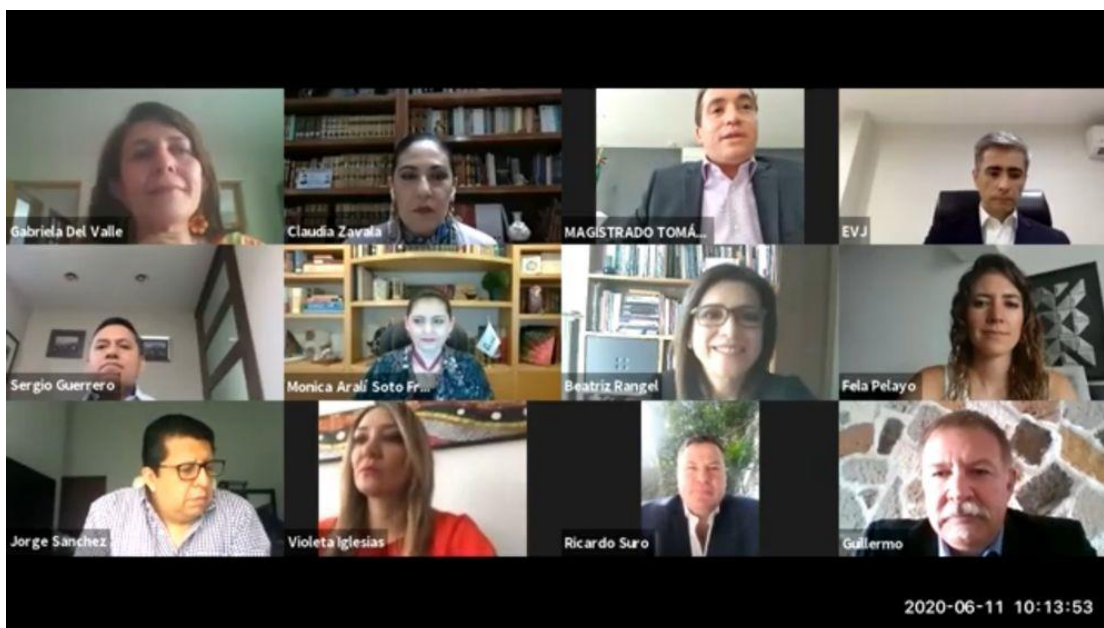 Gabriela Del Valle
Claudia Zavala
MAGISTRADO TOMÁ...
EVJ
Sergio Guerrero
Monica Aralí Soto Fr...
Beatriz Rangel
Fela Pelayo
Jorge Sanchez
Violeta Iglesias
Ricardo Suro
Guillermo
2020-06-11 10:13:53